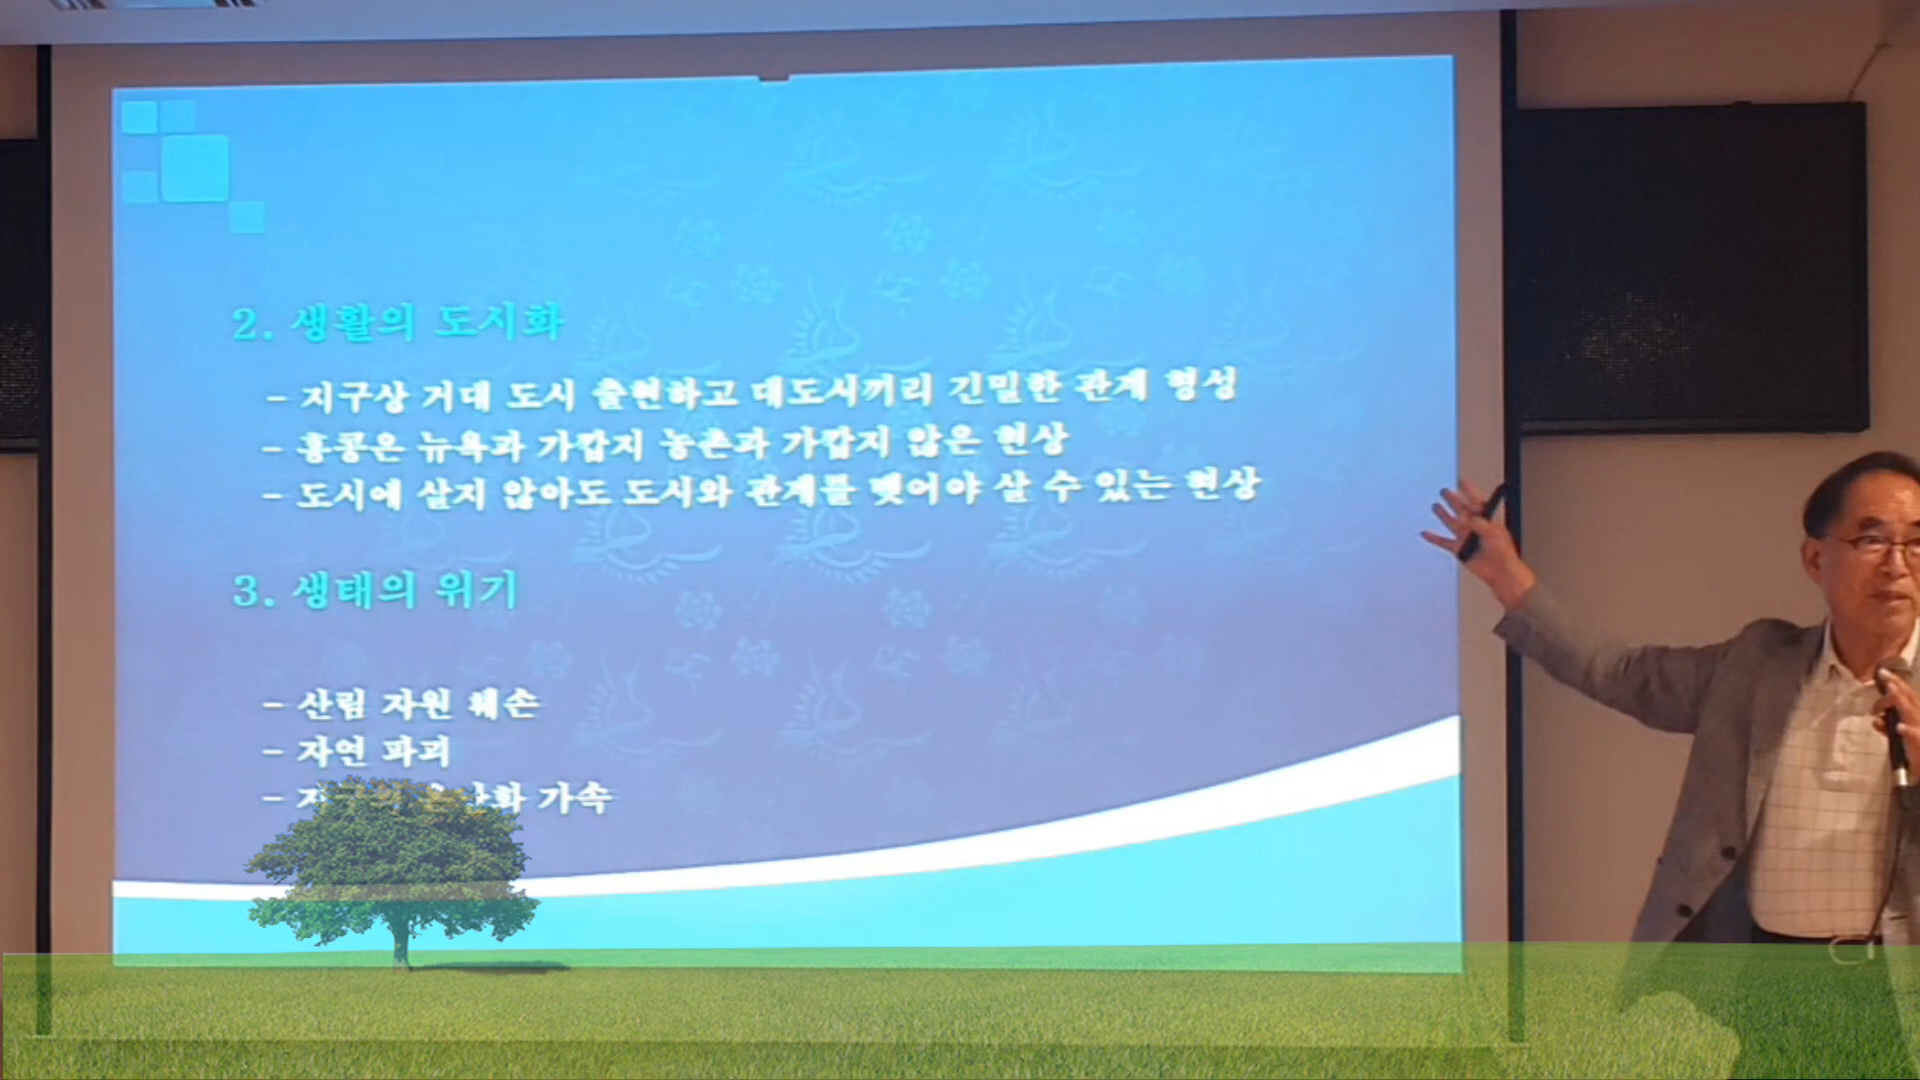 2. 생활의 도시화
- 지구상 거대 도시 출현하고 대도시끼리 긴밀한 관계 형성
- 홍콩은 뉴욕과 가깝지 농촌과 가깝지 않은 현상
- 도시에 살지 않아도 도시와 관계를 맺어야 살 수 있는 현상
3. 생태의 위기
- 산림 자원 훼손
- 자연 파괴
- 가속